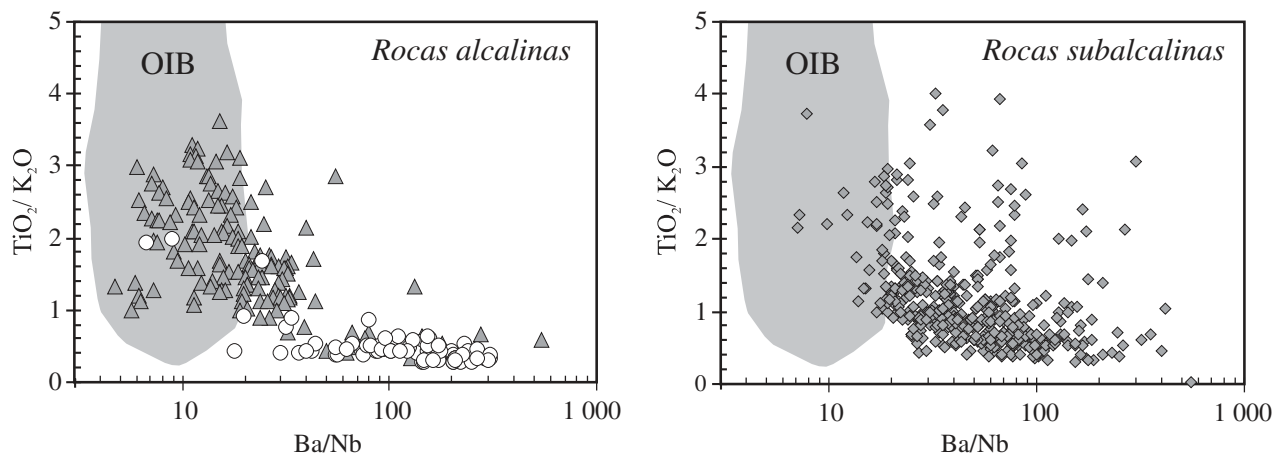 5
4
3
2
1
0
TiO₂/ K₂O
OIB
Rocas alcalinas
10
100
1 000
Ba/Nb
5
4
3
2
1
0
TiO₂/ K₂O
OIB
Rocas subalcalinas
10
100
1 000
Ba/Nb